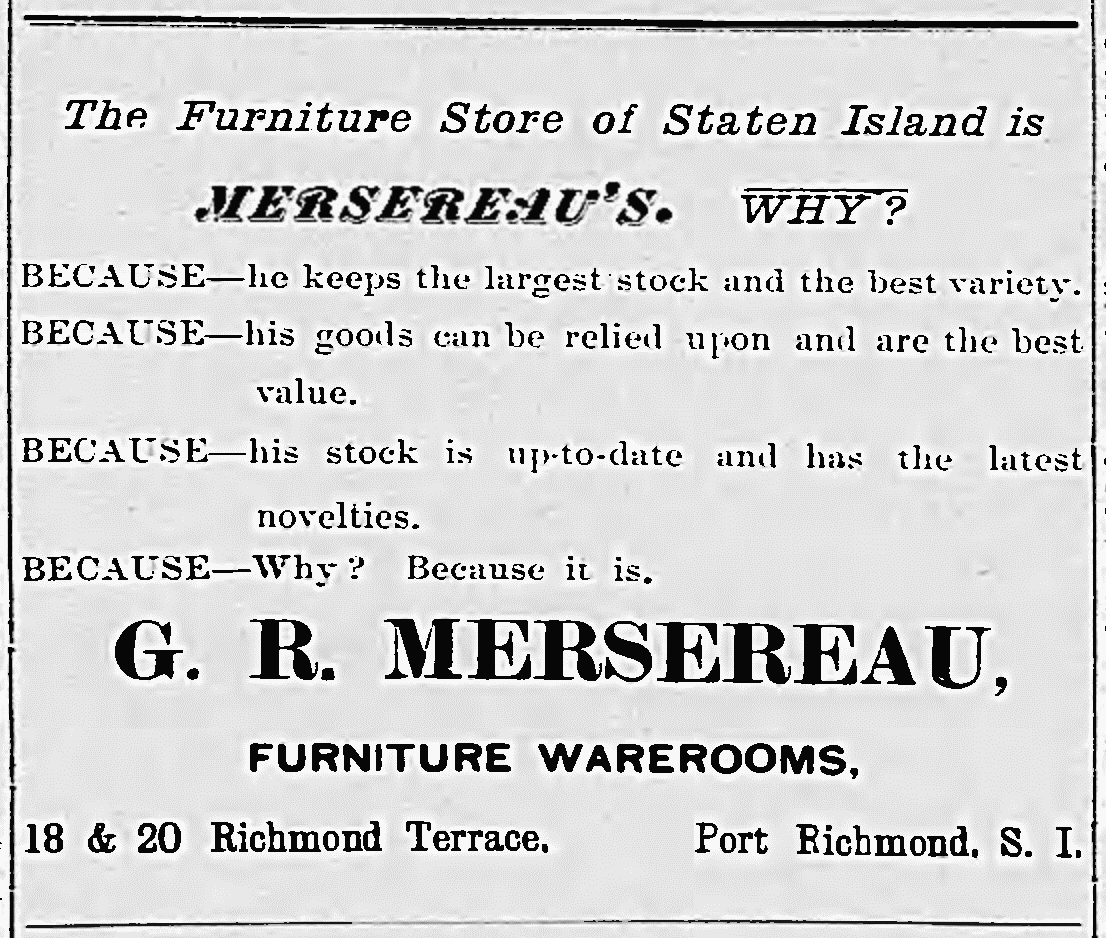 The Furniture Store of Staten Island is
MERSEREAU'S. WHY?
BECAUSE—he keeps the largest stock and the best variety.
BECAUSE—his goods can be relied upon and are the best
value.
BECAUSE—his stock is up-to-date and has the latest
novelties.
BECAUSE—Why? Because it is.
G. R. MERSEREAU,
FURNITURE WAREROOMS,
18 & 20 Richmond Terrace. Port Richmond. S. I.